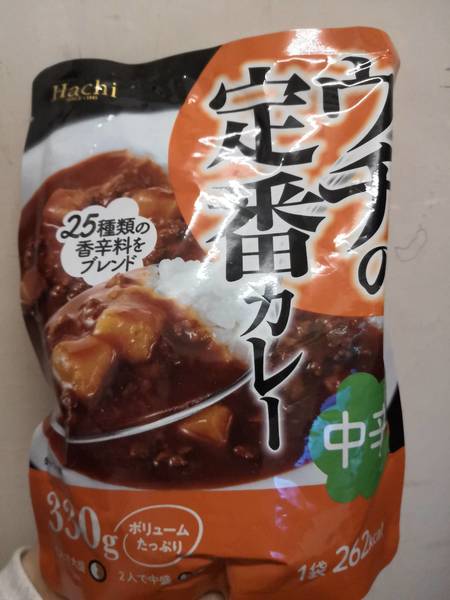 Hachi
SINCE 1845
ウチの
定番カレー
25種類の
香辛料を
ブレンド
中辛
330g
ボリューム
たっぷり
2人で中盛
1袋 262kcal